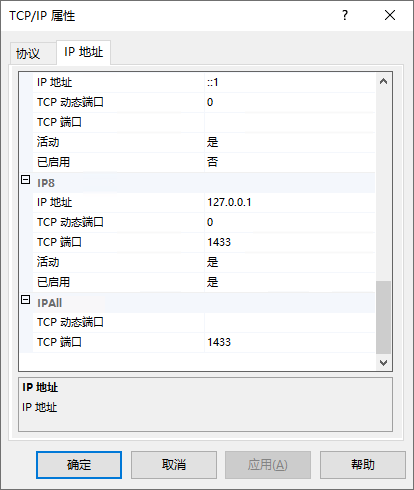 TCP/IP 属性
?
协议 IP 地址
IP 地址 ::1
TCP 动态端口 0
TCP 端口
活动 是
已启用 否
IP8
IP 地址 127.0.0.1
TCP 动态端口 0
TCP 端口 1433
活动 是
已启用 是
IPAll
TCP 动态端口
TCP 端口 1433
IP 地址
IP 地址
确定 取消 应用(A) 帮助